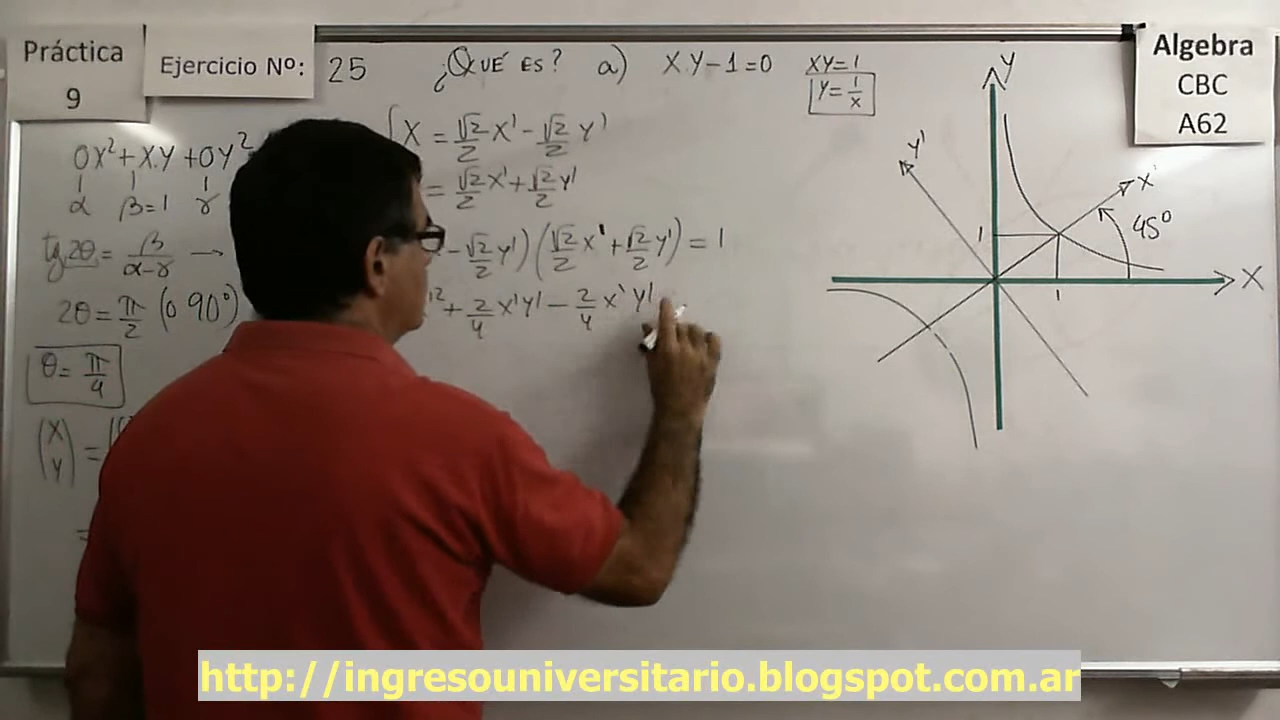 Práctica
9
Ejercicio Nº: 25
¿QUÉ ES? a) X.Y-1=0
XY=1
Y=1/X
Algebra
CBC
A62
0X²+X.Y+0Y²
α β=1 γ
tg 2θ = β/(α-γ) →
2θ = π/2 (0 90°)
θ = π/4
(X Y) =
=
X = √2/2 X' - √2/2 Y'
= √2/2 X' + √2/2 Y'
- √2/2 Y') (√2/2 X' + √2/2 Y') = 1
'² + 2/4 X'Y' - 2/4 X'Y'
Y
Y'
X'
45°
1
X
1
http://ingresouniversitario.blogspot.com.ar